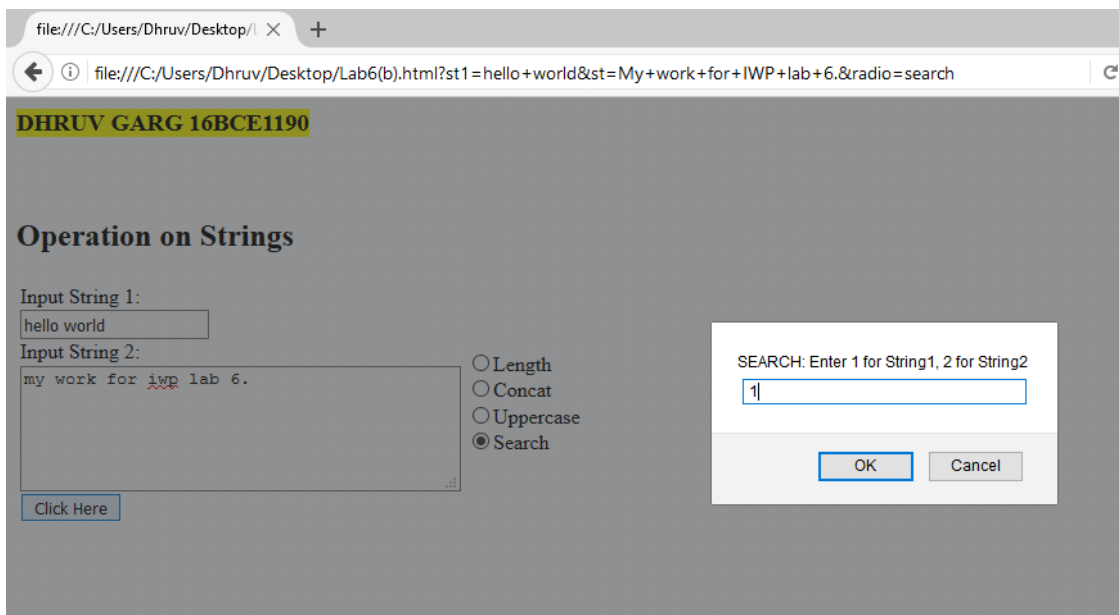 file:///C:/Users/Dhruv/Desktop/L
file:///C:/Users/Dhruv/Desktop/Lab6(b).html?st1=hello+world&st=My+work+for+IWP+lab+6.&radio=search
DHRUV GARG 16BCE1190
Operation on Strings
Input String 1:
hello world
Input String 2:
my work for iwp lab 6.
Length
Concat
Uppercase
Search
Click Here
SEARCH: Enter 1 for String1, 2 for String2
1
OK
Cancel